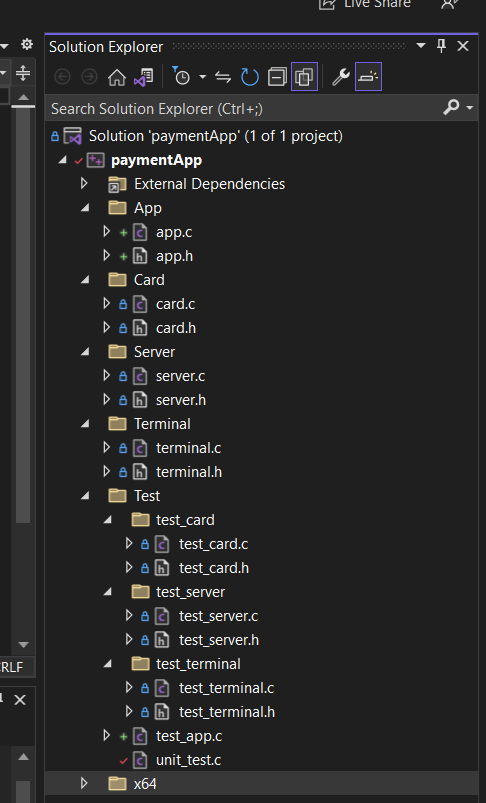 Live Share
Solution Explorer
Search Solution Explorer (Ctrl+;)
Solution 'paymentApp' (1 of 1 project)
paymentApp
External Dependencies
App
app.c
app.h
Card
card.c
card.h
Server
server.c
server.h
Terminal
terminal.c
terminal.h
Test
test_card
test_card.c
test_card.h
test_server
test_server.c
test_server.h
test_terminal
test_terminal.c
test_terminal.h
CRLF
test_app.c
unit_test.c
x64